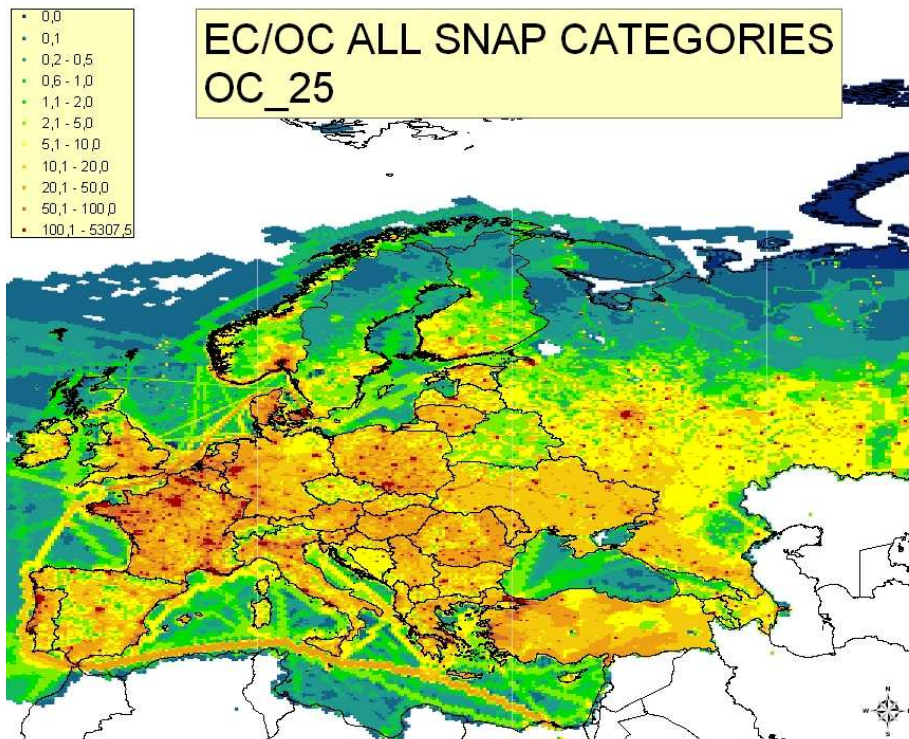 0,0
0,1
0,2 - 0,5
0,6 - 1,0
1,1 - 2,0
2,1 - 5,0
5,1 - 10,0
10,1 - 20,0
20,1 - 50,0
50,1 - 100,0
100,1 - 5307,5
EC/OC ALL SNAP CATEGORIES
OC_25
N
W
S